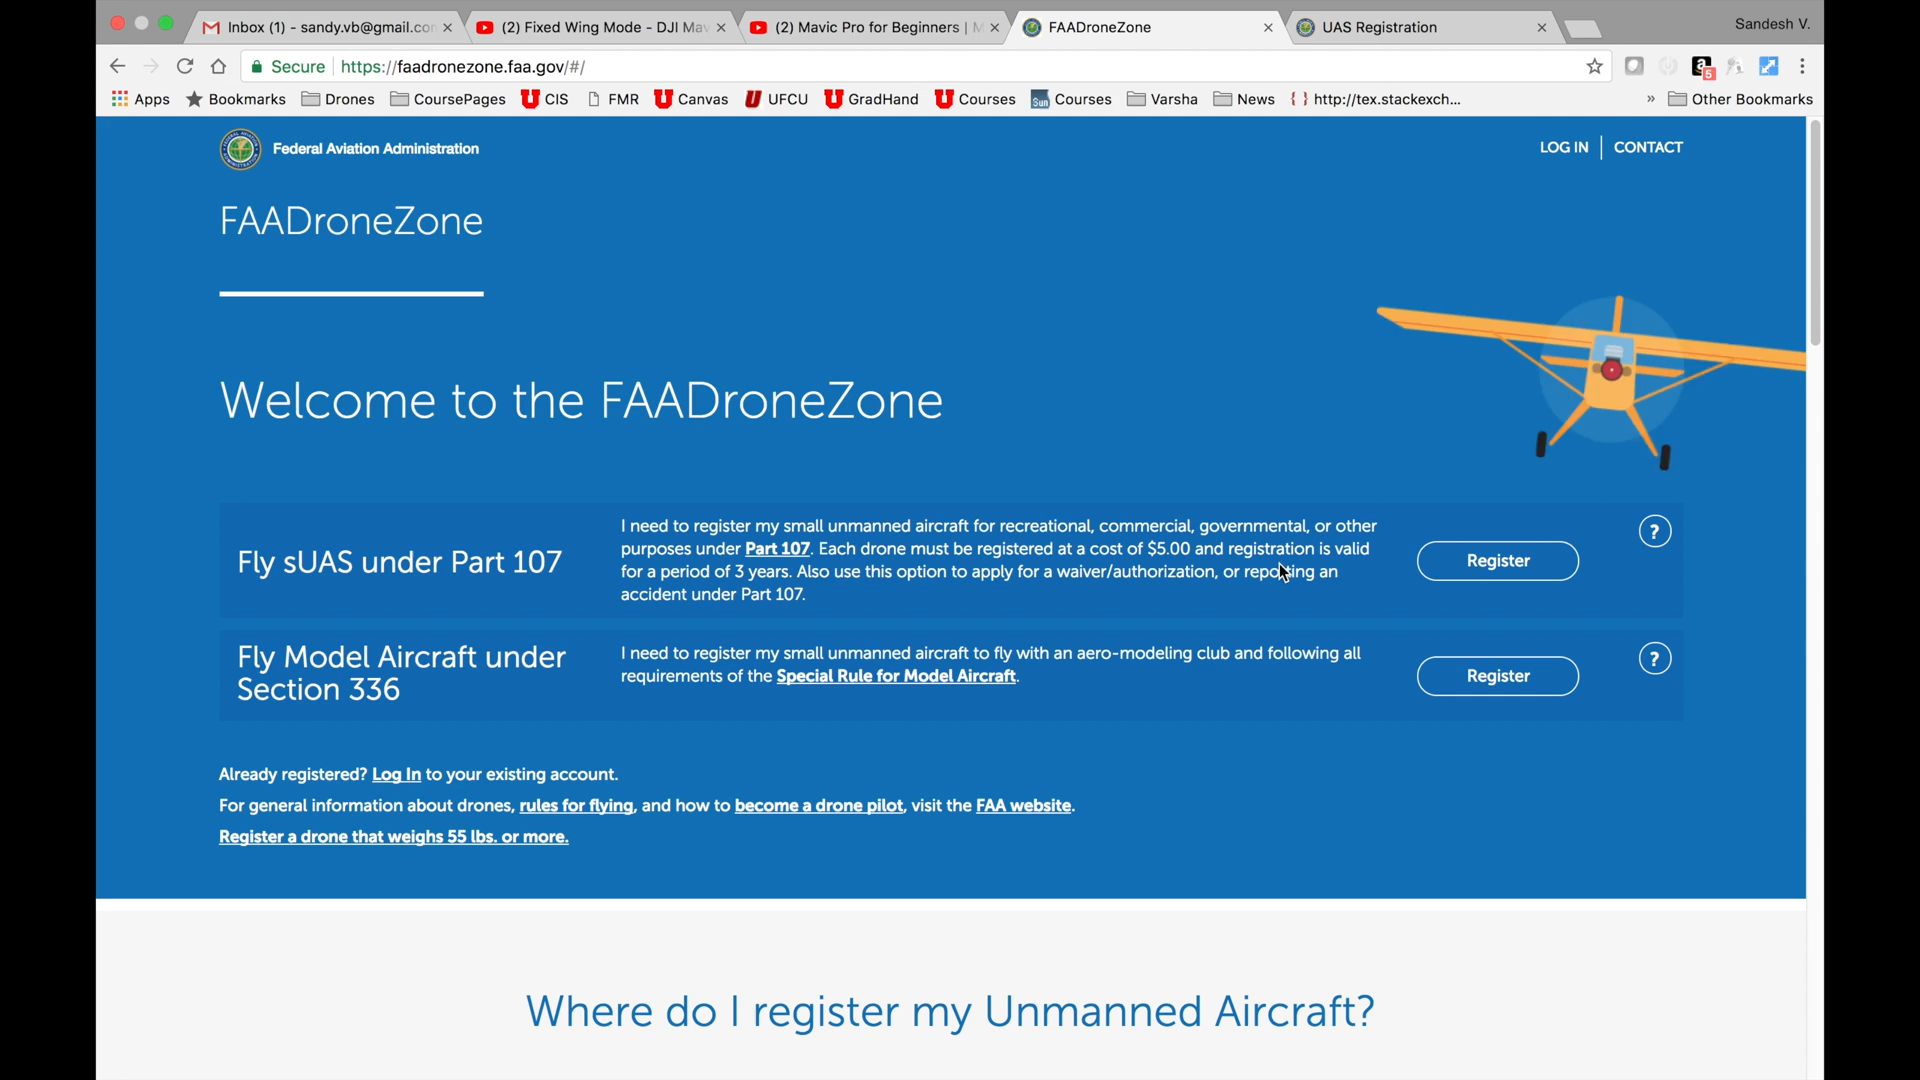 Inbox (1) - sandy.vb@gmail.co
(2) Fixed Wing Mode - DJI Ma
(2) Mavic Pro for Beginners |
FAADroneZone
UAS Registration
Sandesh V.
Secure
https://faadronezone.faa.gov/#/
5
Apps
Bookmarks
Drones
CoursePages
CIS
FMR
Canvas
UFCU
GradHand
Courses
Sun
Courses
Varsha
News
http://tex.stackexch...
»
Other Bookmarks
Federal Aviation Administration
LOG IN
CONTACT
FAADroneZone
Welcome to the FAADroneZone
Fly sUAS under Part 107
I need to register my small unmanned aircraft for recreational, commercial, governmental, or other
purposes under Part 107. Each drone must be registered at a cost of $5.00 and registration is valid
for a period of 3 years. Also use this option to apply for a waiver/authorization, or reporting an
accident under Part 107.
Register
?
Fly Model Aircraft under
Section 336
I need to register my small unmanned aircraft to fly with an aero-modeling club and following all
requirements of the Special Rule for Model Aircraft.
Register
?
Already registered? Log In to your existing account.
For general information about drones, rules for flying, and how to become a drone pilot, visit the FAA website.
Register a drone that weighs 55 lbs. or more.
Where do I register my Unmanned Aircraft?